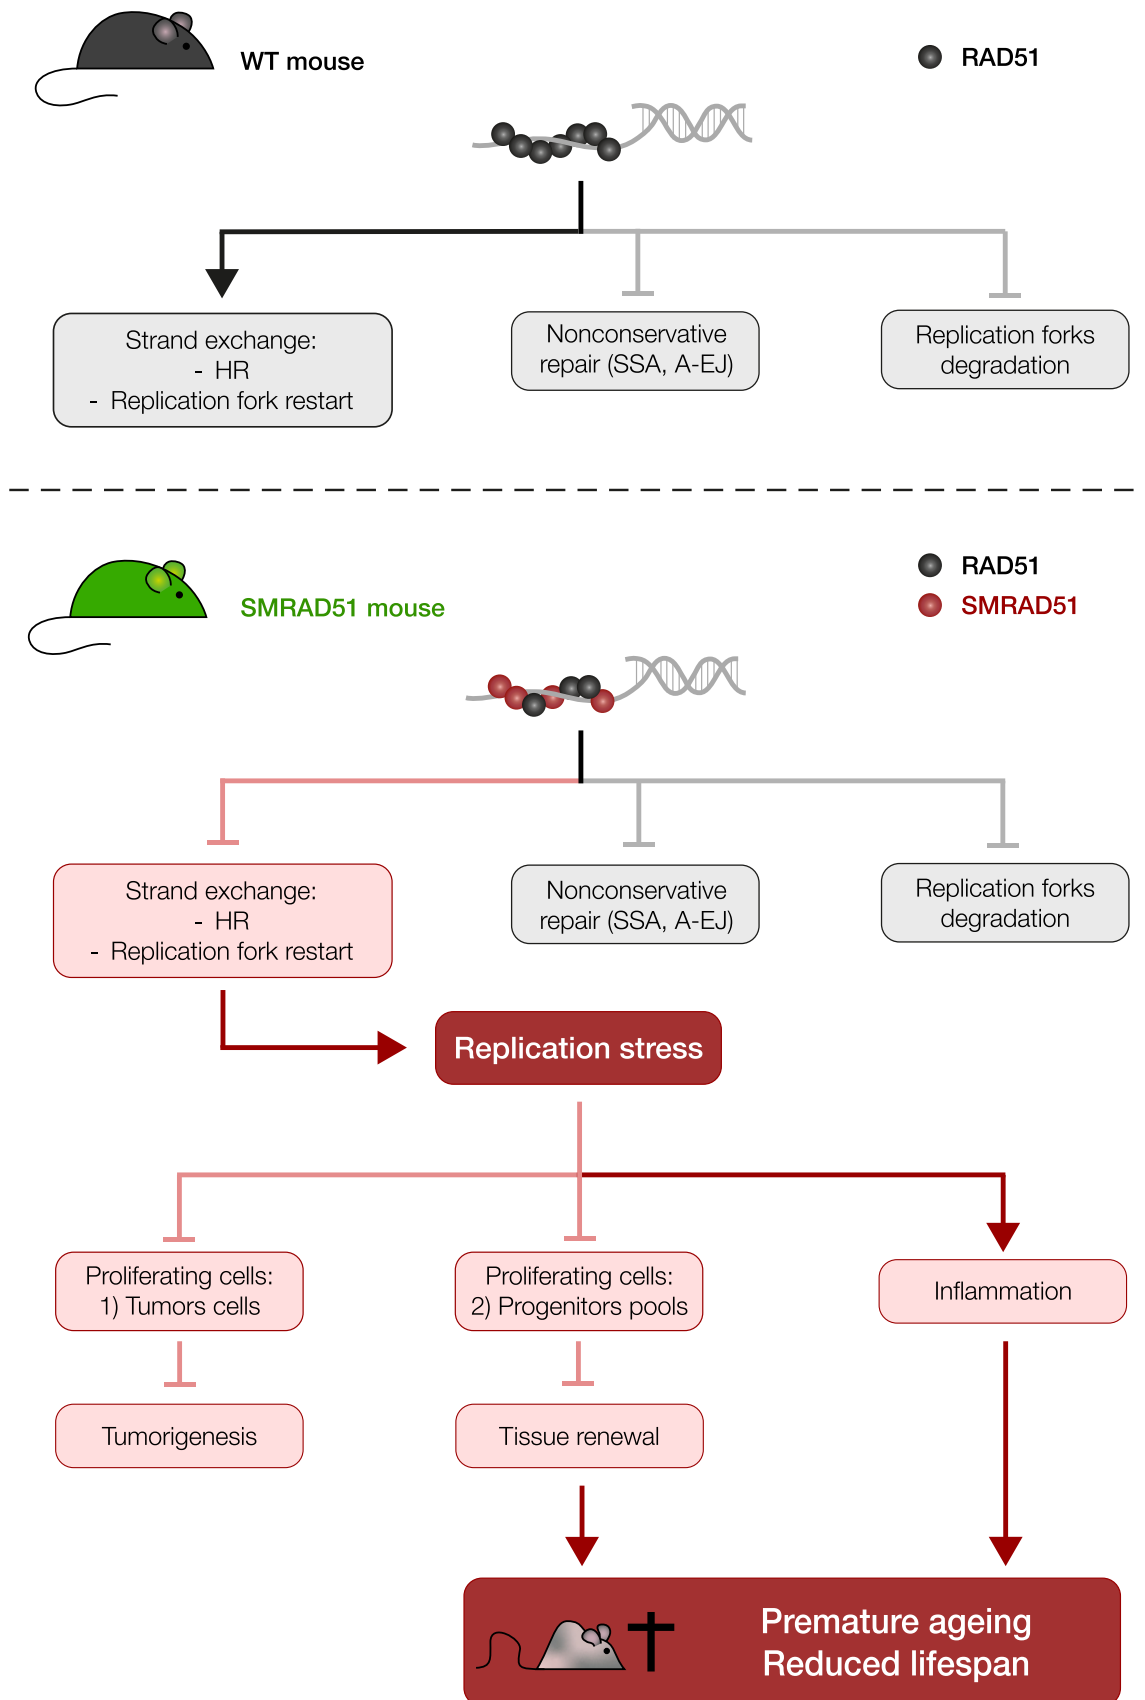 WT mouse
RAD51
Strand exchange:
- HR
- Replication fork restart
Nonconservative
repair (SSA, A-EJ)
Replication forks
degradation
SMRAD51 mouse
RAD51
SMRAD51
Strand exchange:
- HR
- Replication fork restart
Nonconservative
repair (SSA, A-EJ)
Replication forks
degradation
Replication stress
Proliferating cells:
1) Tumors cells
Proliferating cells:
2) Progenitors pools
Inflammation
Tumorigenesis
Tissue renewal
Premature ageing
Reduced lifespan